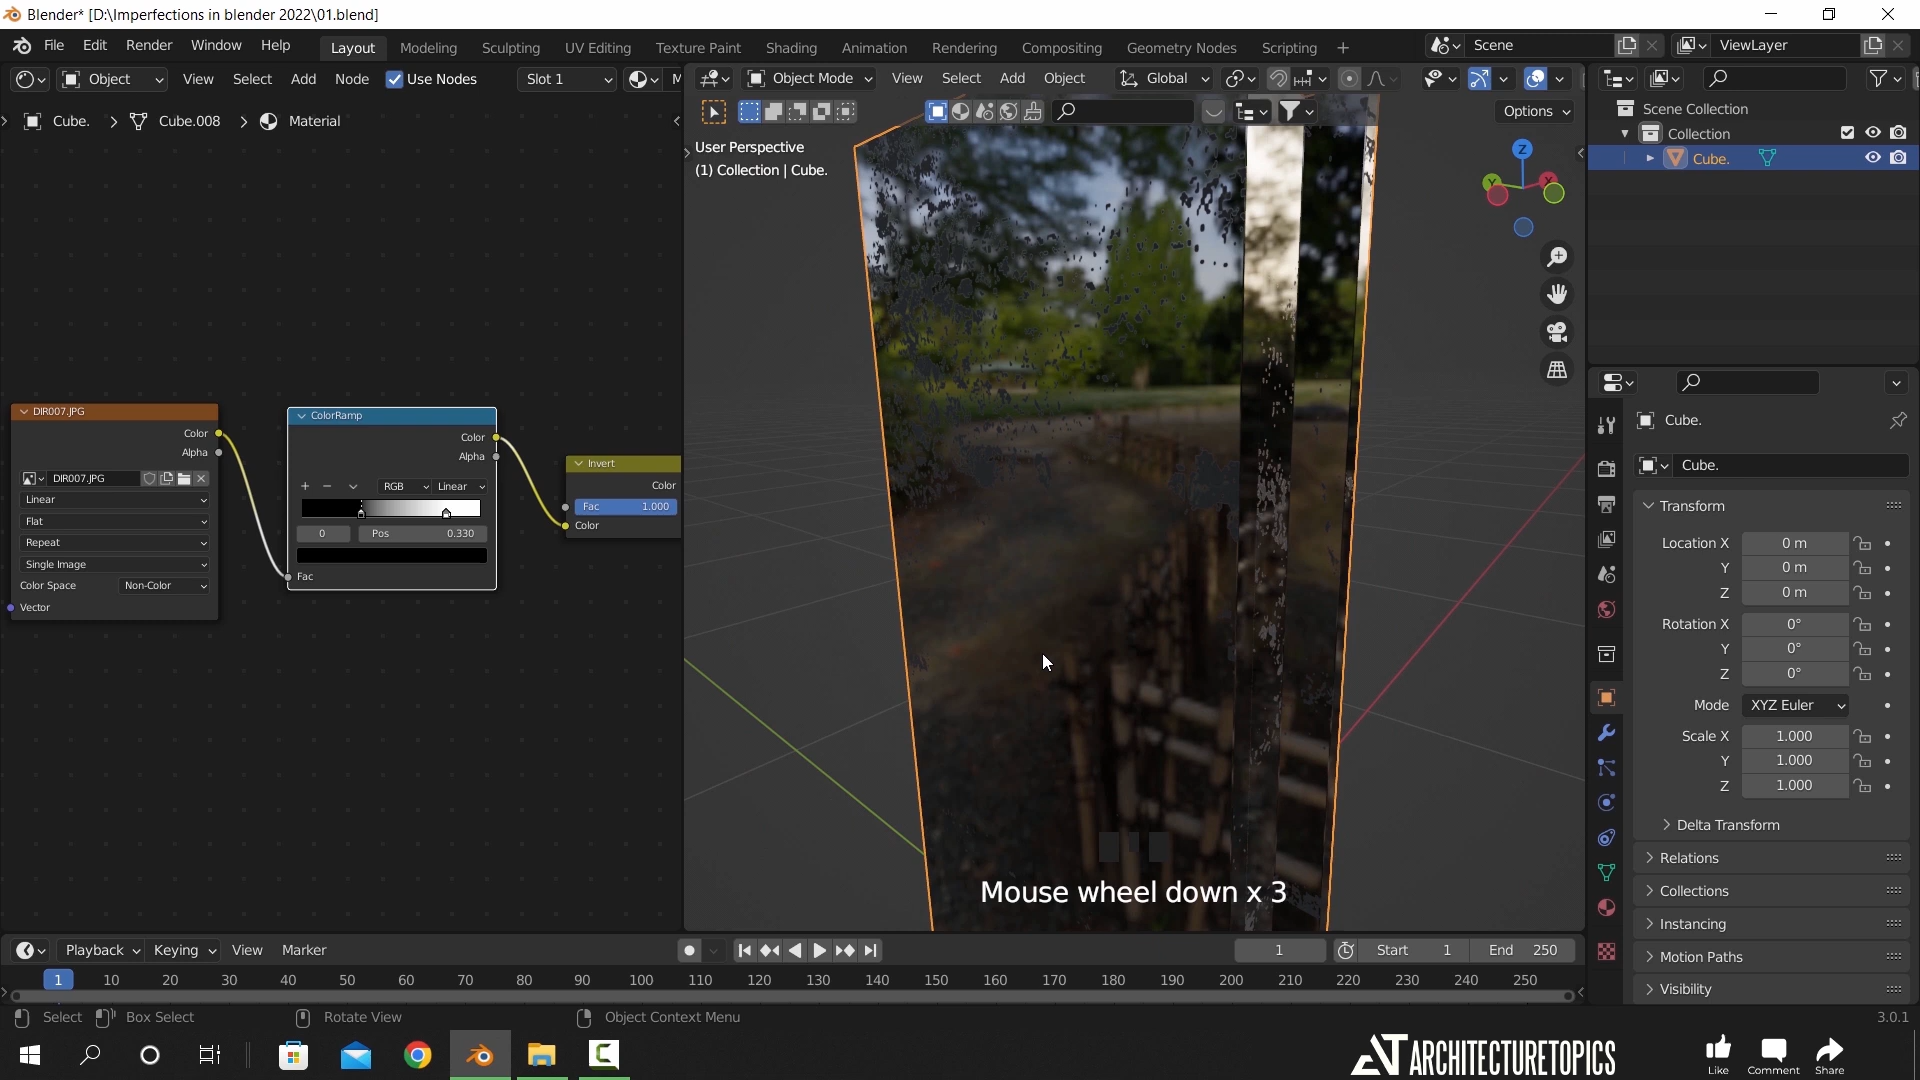 Blender* [D:\Imperfections in blender 2022\01.blend]
File Edit Render Window Help Layout Modeling Sculpting UV Editing Texture Paint Shading Animation Rendering Compositing Geometry Nodes Scripting + Scene ViewLayer
Object View Select Add Node Use Nodes Slot 1 M Object Mode View Select Add Object Global
Options
Cube. > Cube.008 > Material
User Perspective
(1) Collection | Cube.
Z
Y
X
Scene Collection
Collection
Cube.
DIR007.JPG
Color
Alpha
DIR007.JPG
Linear
Flat
Repeat
Single Image
Color Space Non-Color
Vector
ColorRamp
Color
Alpha
RGB Linear
0 Pos 0.330
Fac
Invert
Color
Fac 1.000
Color
Mouse wheel down x 3
Cube.
Cube.
Transform
Location X 0 m
Y 0 m
Z 0 m
Rotation X 0°
Y 0°
Z 0°
Mode XYZ Euler
Scale X 1.000
Y 1.000
Z 1.000
Delta Transform
Relations
Collections
Instancing
Motion Paths
Visibility
Playback Keying View Marker 1 Start 1 End 250
1 10 20 30 40 50 60 70 80 90 100 110 120 130 140 150 160 170 180 190 200 210 220 230 240 250
Select Box Select Rotate View Object Context Menu 3.0.1
ARCHITECTURETOPICS
Like Comment Share